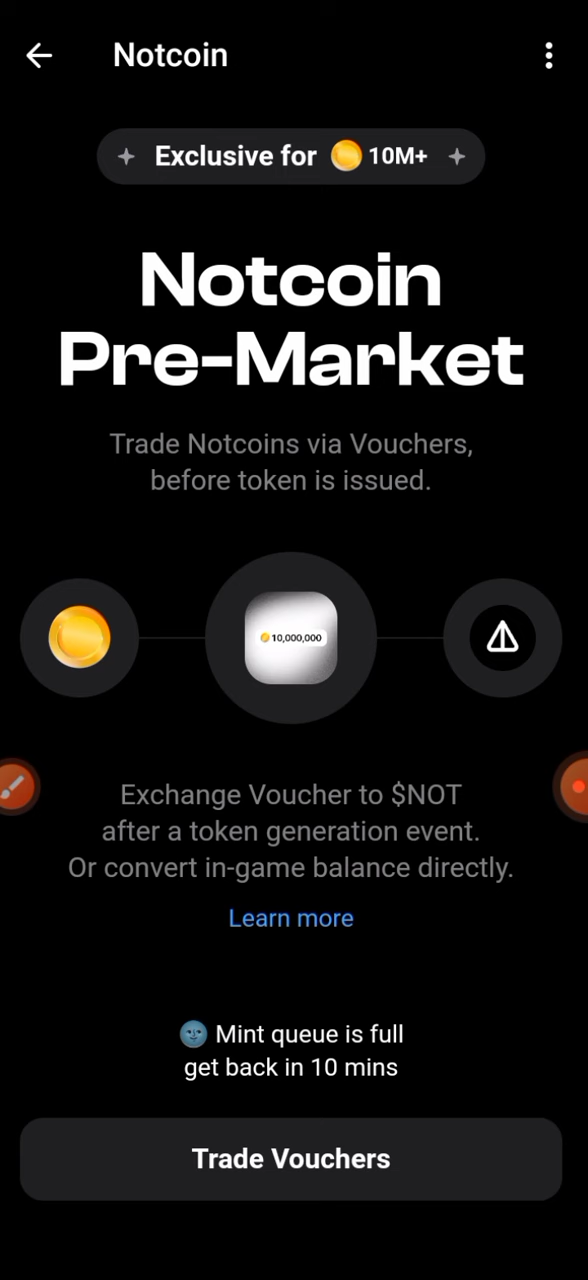 Notcoin
Exclusive for 10M+
Notcoin
Pre-Market
Trade Notcoins via Vouchers,
before token is issued.
10,000,000
Exchange Voucher to $NOT
after a token generation event.
Or convert in-game balance directly.
Learn more
🌚 Mint queue is full
get back in 10 mins
Trade Vouchers